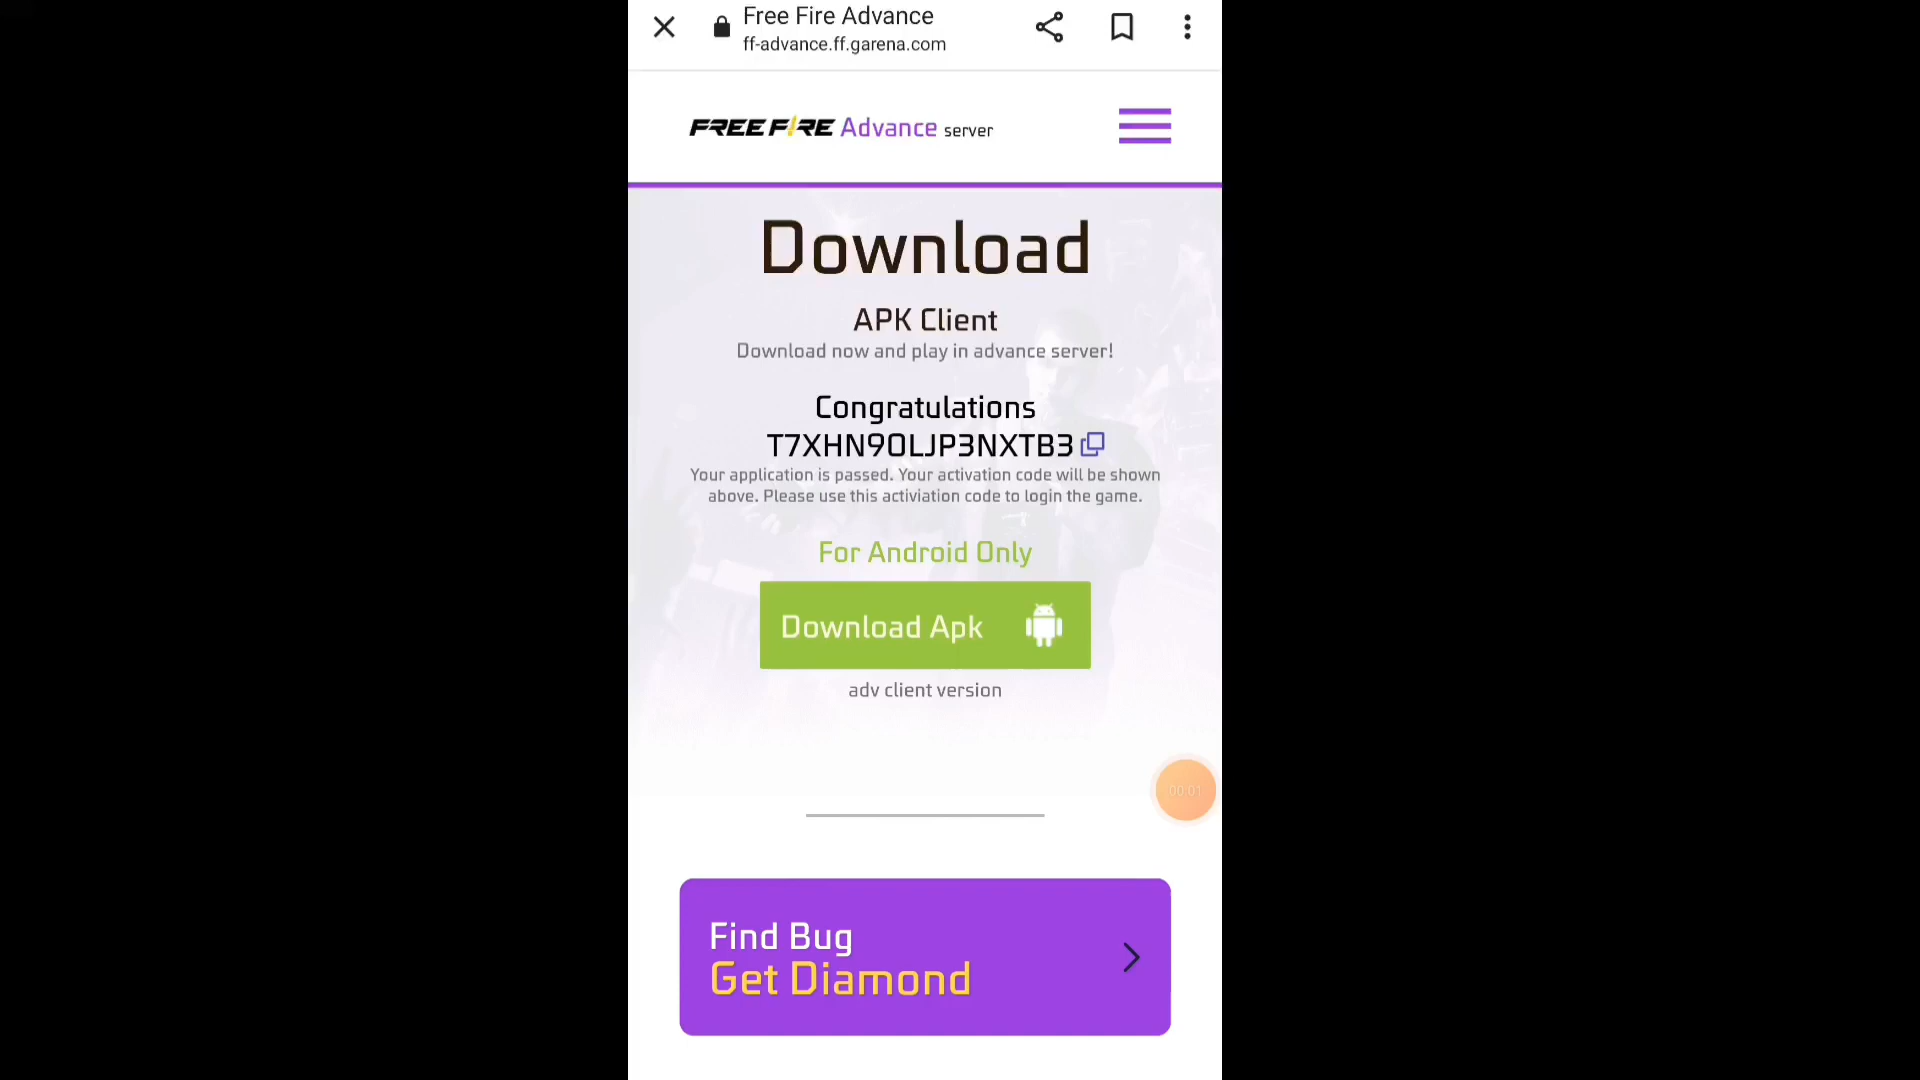 Free Fire Advance
ff-advance.ff.garena.com
FREE FIRE Advance server
Download
APK Client
Download now and play in advance server!
Congratulations
T7XHN9OLJP3NXTB3
Your application is passed. Your activation code will be shown
above. Please use this activiation code to login the game.
For Android Only
Download Apk
adv client version
00:01
Find Bug
Get Diamond